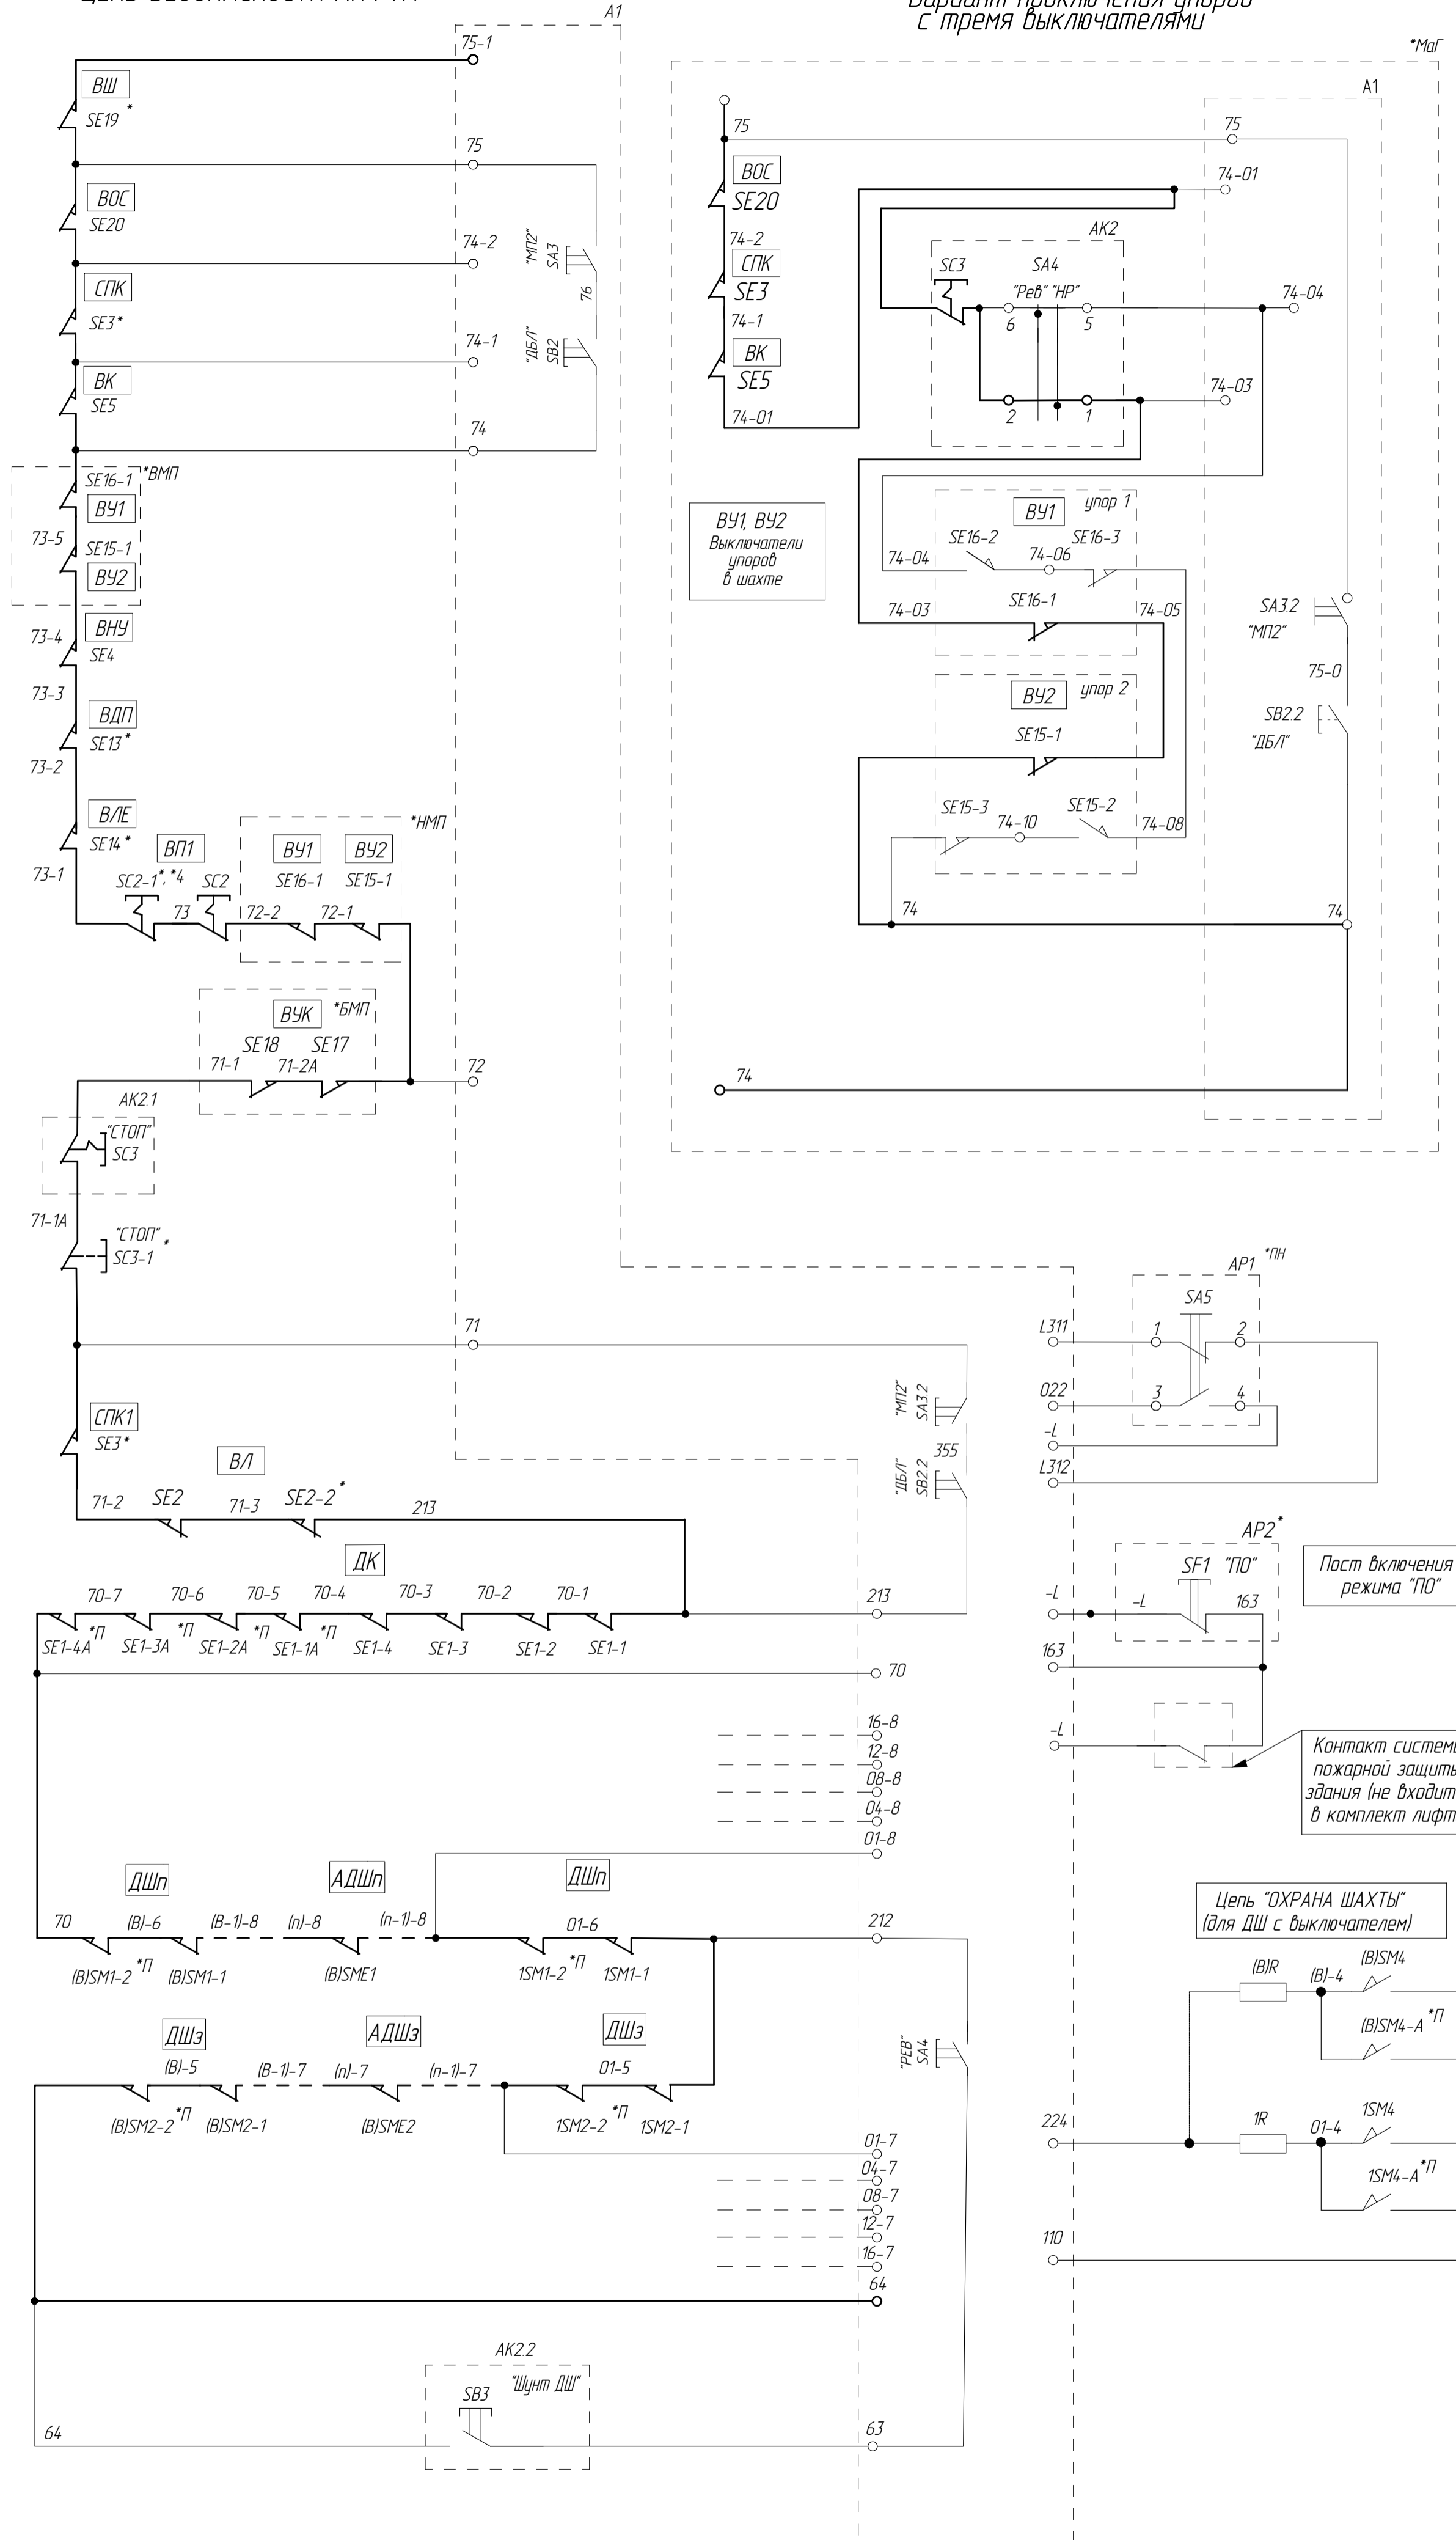 с тремя выключателями
A1
75-1
ВШ
SE19 *
75
ВОС
SE20
74-2
"МП2"
SA3
СПК
SE3*
76
74-1
"ДБЛ"
SB2
ВК
SE5
74
*ВМП
SE16-1
ВУ1
73-5
SE15-1
ВУ2
73-4
ВНУ
SE4
73-3
ВДП
SE13*
73-2
ВЛЕ
SE14*
73-1
ВП1
SC2-1*,*4
SC2
73
*НМП
ВУ1
ВУ2
SE16-1
SE15-1
72-2
72-1
ВУК
*БМП
SE18
SE17
71-1
71-2А
72
АК2.1
"СТОП"
SC3
71-1А
"СТОП" *
SC3-1
71
СПК1
SE3*
"МП2"
SA3.2
355
"ДБЛ"
SB2.2
ВЛ
71-2
SE2
71-3
SE2-2*
213
ДК
70-7
70-6
70-5
70-4
70-3
70-2
70-1
213
SE1-4A
*П
SE1-3A
*П
SE1-2A
*П
SE1-1A
*П
SE1-4
SE1-3
SE1-2
SE1-1
70
16-8
12-8
08-8
04-8
01-8
ДШп
АДШп
ДШп
70
(В)-6
(В-1)-8
(п)-8
(п-1)-8
01-6
212
(В)SM1-2
*П
(В)SM1-1
(В)SME1
1SM1-2
*П
1SM1-1
ДШз
АДШз
ДШз
(В)-5
(В-1)-7
(п)-7
(п-1)-7
01-5
"РЕВ"
SA4
(В)SM2-2
*П
(В)SM2-1
(В)SME2
1SM2-2
*П
1SM2-1
01-7
04-7
08-7
12-7
16-7
64
АК2.2
"Шунт ДШ"
SB3
64
63
*МаГ
A1
75
75
74-01
ВОС
SE20
АК2
74-2
СПК
SE3
SC3
SA4
"Рев" "НР"
6
5
74-04
74-1
ВК
SE5
74-03
2
1
74-01
ВУ1, ВУ2
Выключатели
упоров
в шахте
ВУ1
упор 1
SE16-2
SE16-3
74-04
74-06
SE16-1
74-03
74-05
SA3.2
"МП2"
ВУ2
упор 2
75-0
SE15-1
SB2.2
"ДБЛ"
SE15-3
74-10
SE15-2
74-08
74
74
74
АР1
*ПН
SA5
L311
1
2
022
3
4
-L
L312
АР2*
SF1 "ПО"
-L
-L
163
Пост включения
режима "ПО"
163
-L
пожарной защиты
в комплект
Цепь "ОХРАНА ШАХТЫ"
(для ДШ с выключателем)
(В)R
(В)-4
(В)SM4
(В)SM4-A
*П
224
1R
01-4
1SM4
1SM4-A
*П
110